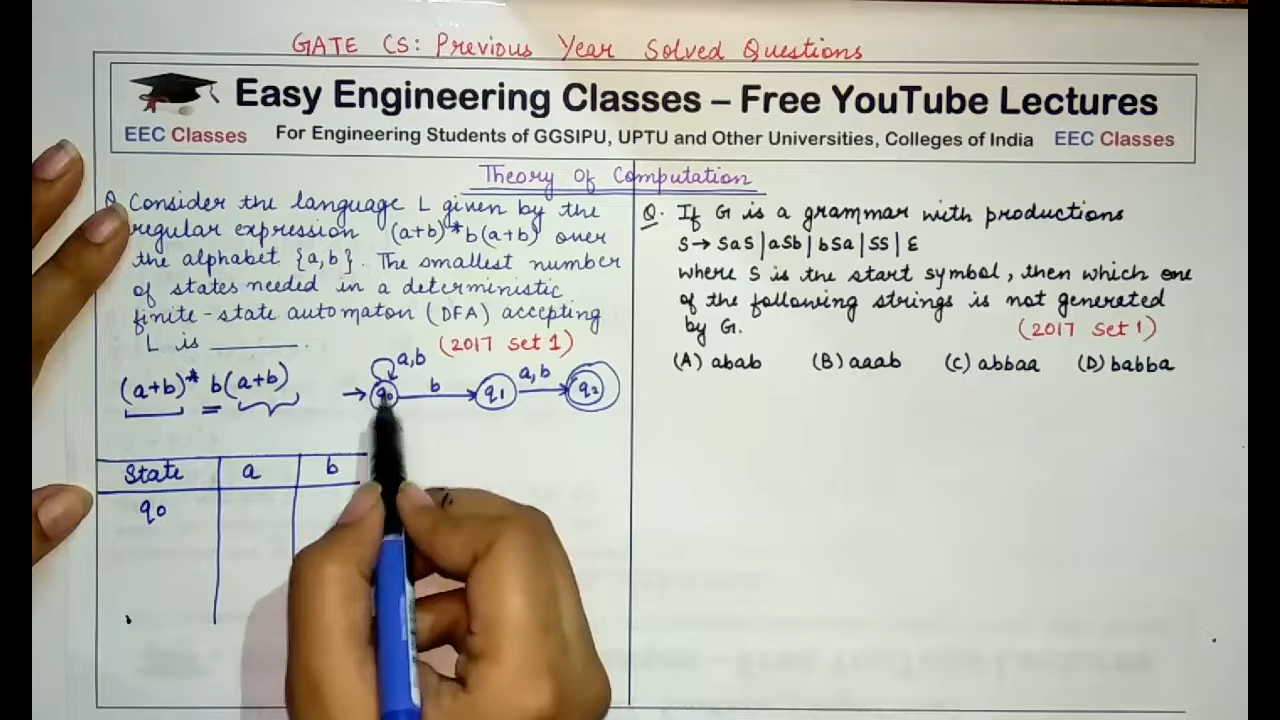 GATE CS: Previous Year Solved Questions
Easy Engineering Classes – Free YouTube Lectures
EEC Classes For Engineering Students of GGSIPU, UPTU and Other Universities, Colleges of India EEC Classes
Theory Of Computation
Q. Consider the language L given by the
regular expression (a+b)*b(a+b) over
the alphabet {a,b}. The smallest number
of states needed in a deterministic
finite-state automaton (DFA) accepting
L is ______. (2017 set 1)
(a+b)* b(a+b)
a,b
q0 b q1 a,b q2
State a b
q0
Q. If G is a grammar with productions
S→ SaS|aSb|bSa|SS|ε
where S is the start symbol, then which one
of the following strings is not generated
by G. (2017 Set 1)
(A) abab (B) aaab (C) abbaa (D) babba